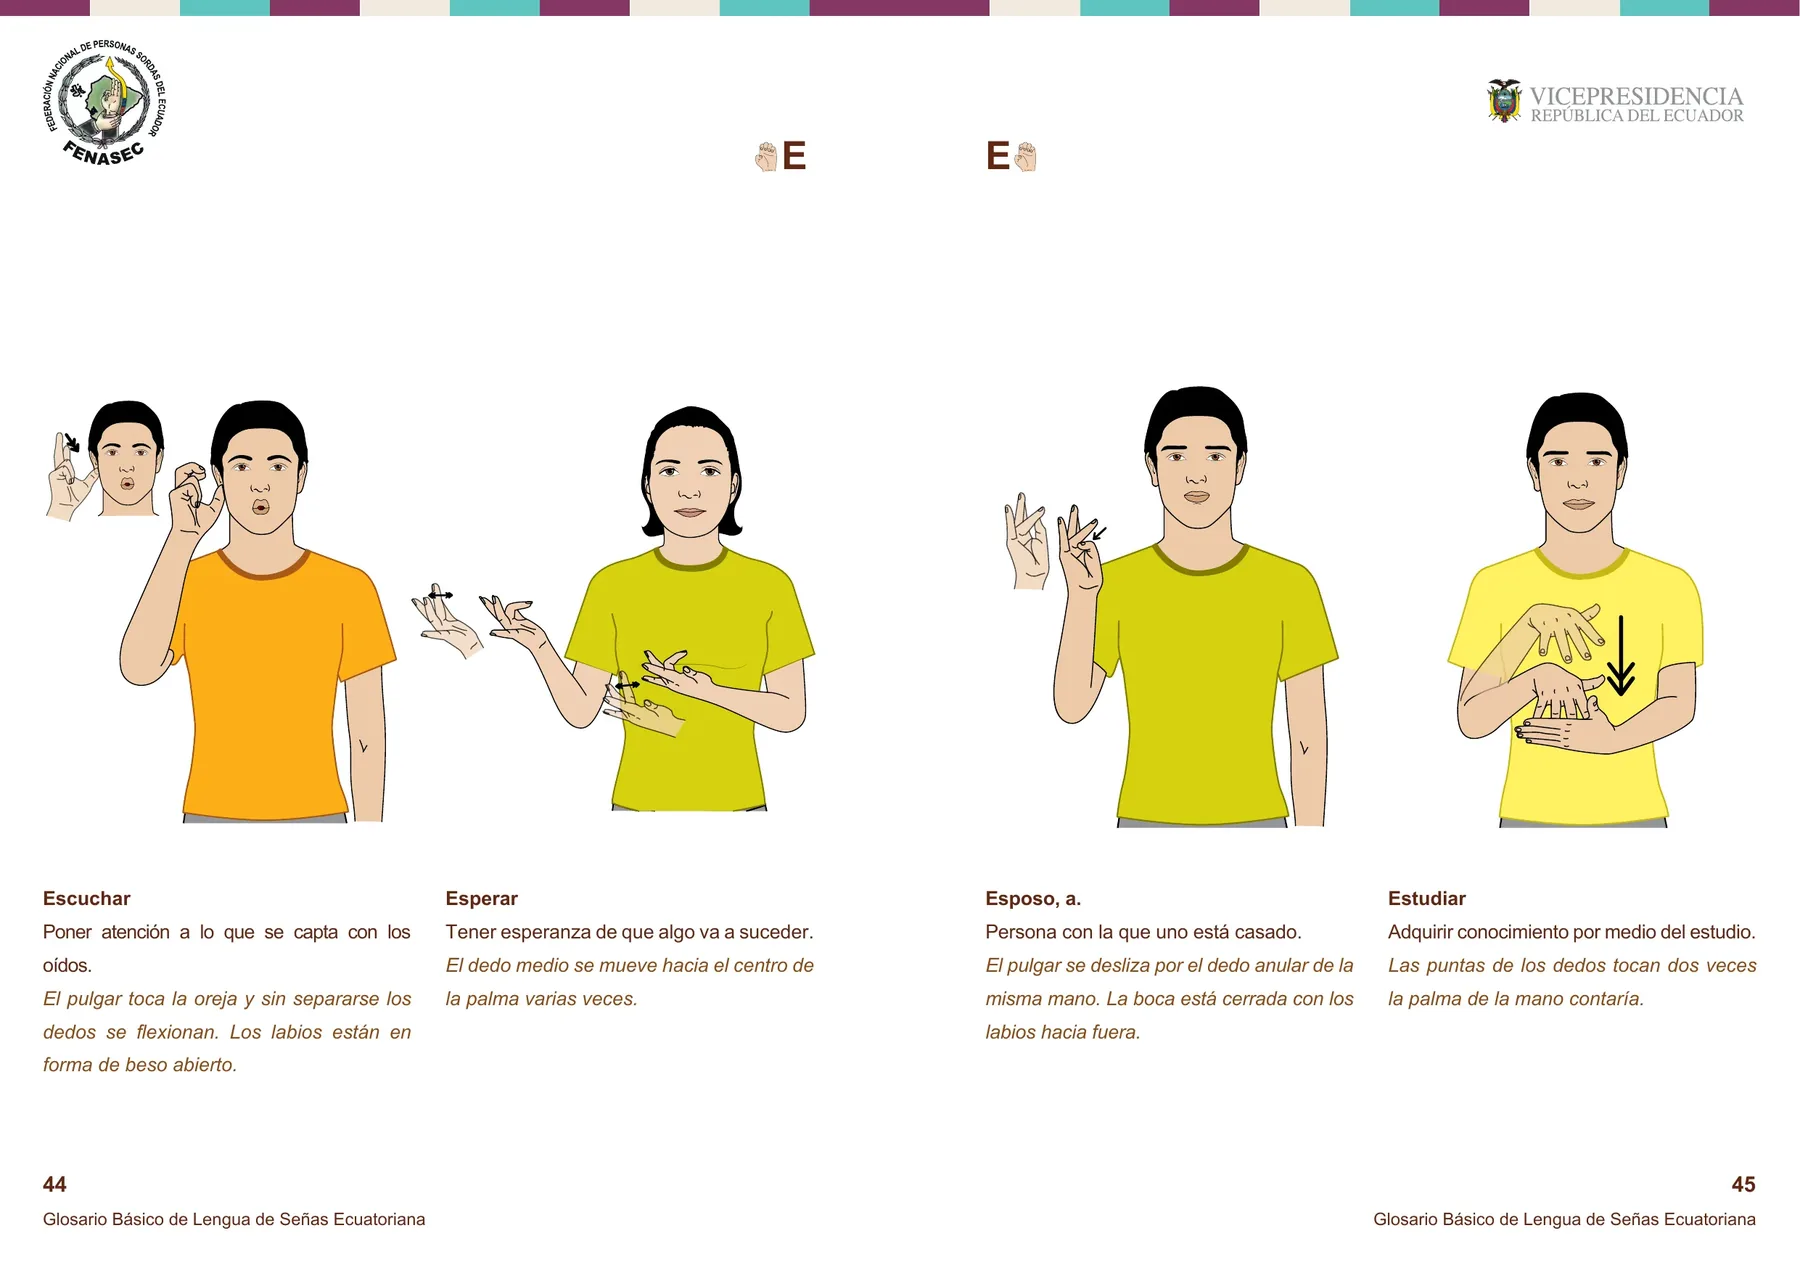 FEDERACIÓN NACIONAL DE PERSONAS SORDAS DEL ECUADOR
FENASEC
E
Escuchar
Poner atención a lo que se capta con los
oídos.
El pulgar toca la oreja y sin separarse los
dedos se flexionan. Los labios están en
forma de beso abierto.
Esperar
Tener esperanza de que algo va a suceder.
El dedo medio se mueve hacia el centro de
la palma varias veces.
44
Glosario Básico de Lengua de Señas Ecuatoriana
VICEPRESIDENCIA
REPÚBLICA DEL ECUADOR
E
Esposo, a.
Persona con la que uno está casado.
El pulgar se desliza por el dedo anular de la
misma mano. La boca está cerrada con los
labios hacia fuera.
Estudiar
Adquirir conocimiento por medio del estudio.
Las puntas de los dedos tocan dos veces
la palma de la mano contaría.
45
Glosario Básico de Lengua de Señas Ecuatoriana